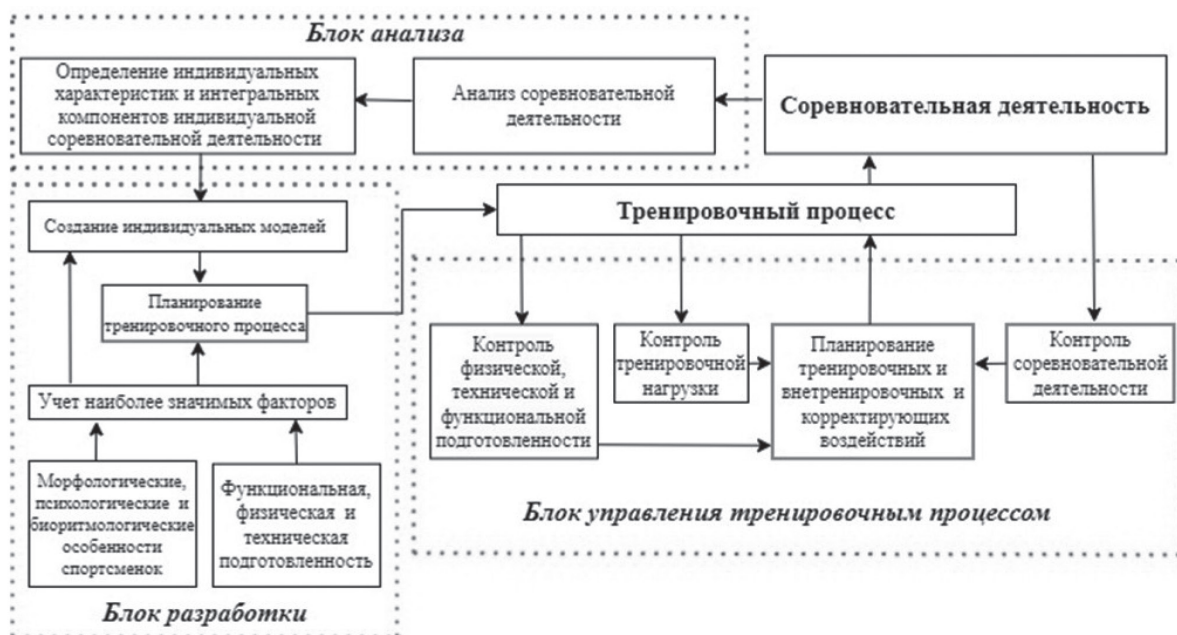 Блок анализа
Определение индивидуальных
характеристик и интегральных
компонентов индивидуальной
соревновательной деятельности
Анализ соревновательной
деятельности
Соревновательная деятельность
Создание индивидуальных моделей
Тренировочный процесс
Планирование
тренировочного процесса
Контроль
физической,
технической и
функциональной
подготовленности
Контроль
тренировочной
нагрузки
Планирование
тренировочных и
внетренировочных и
корректирующих
воздействий
Контроль
соревновательной
деятельности
Учет наиболее значимых факторов
Морфологические,
психологические и
биоритмологические
особенности
спортсменок
Функциональная,
физическая и
техническая
подготовленность
Блок управления тренировочным процессом
Блок разработки